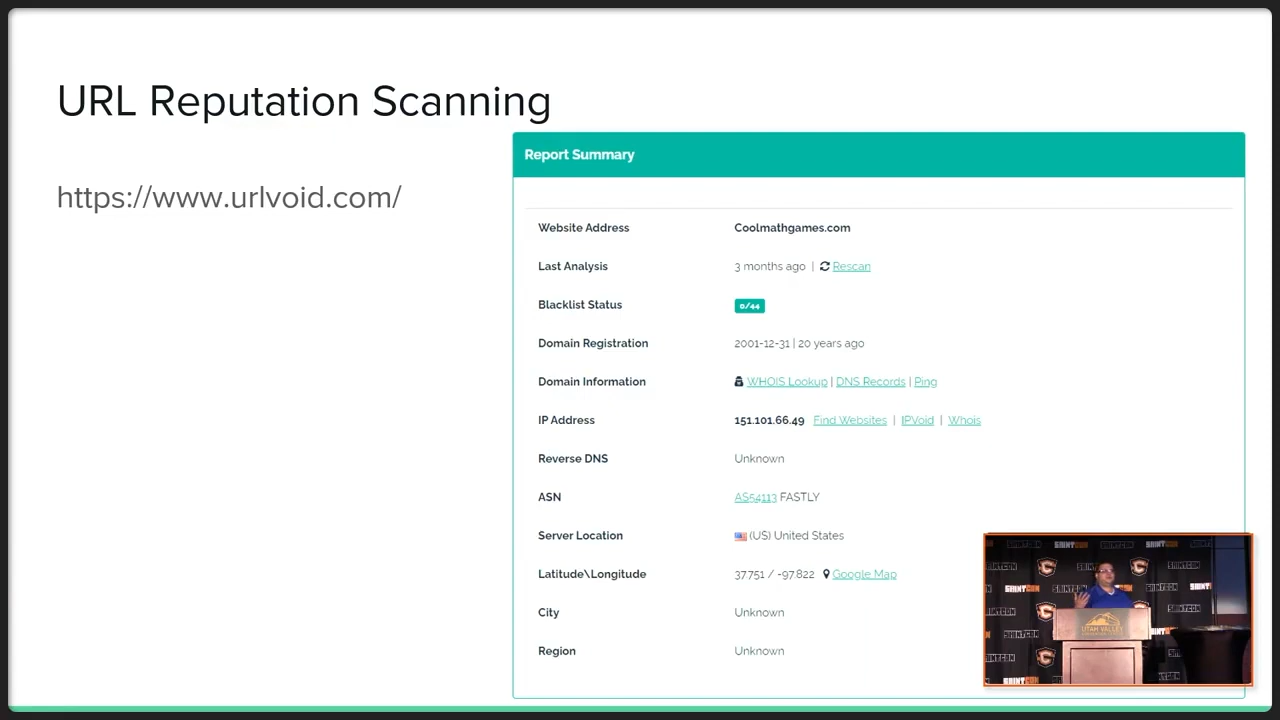 URL Reputation Scanning
https://www.urlvoid.com/
Report Summary
Website Address Coolmathgames.com
Last Analysis 3 months ago | Rescan
Blacklist Status 0/44
Domain Registration 2001-12-31 | 20 years ago
Domain Information WHOIS Lookup | DNS Records | Ping
IP Address 151.101.66.49 Find Websites | IPVoid | Whois
Reverse DNS Unknown
ASN AS54113 FASTLY
Server Location (US) United States
Latitude\Longitude 37.751 / -97.822 Google Map
City Unknown
Region Unknown
SAINTCON
UTAH VALLEY